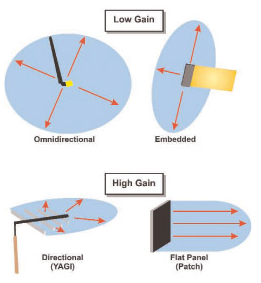 Low Gain
Omnidirectional
Embedded
High Gain
Directional
(YAGI)
Flat Panel
(Patch)